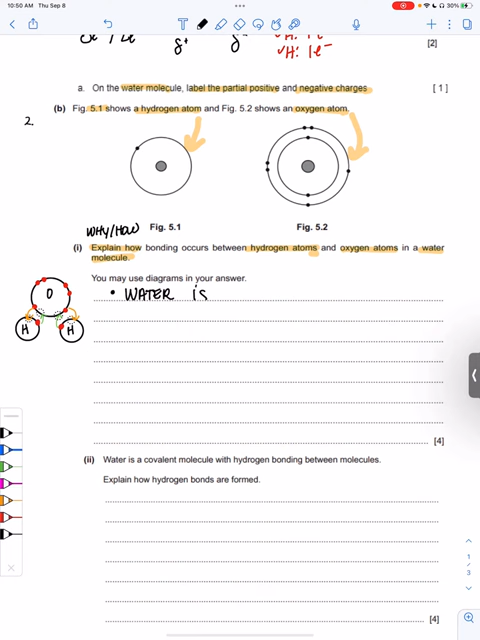 10:50 AM Thu Sep 8
30%
T
δ+ δ-
H: 1e-
[2]
a. On the water molecule, label the partial positive and negative charges [ 1 ]
(b) Fig. 5.1 shows a hydrogen atom and Fig. 5.2 shows an oxygen atom.
2.
Fig. 5.1 Fig. 5.2
WHY/HOW
(i) Explain how bonding occurs between hydrogen atoms and oxygen atoms in a water
molecule.
You may use diagrams in your answer.
• WATER IS
O
H H
[4]
(ii) Water is a covalent molecule with hydrogen bonding between molecules.
Explain how hydrogen bonds are formed.
[4]
1
/
3